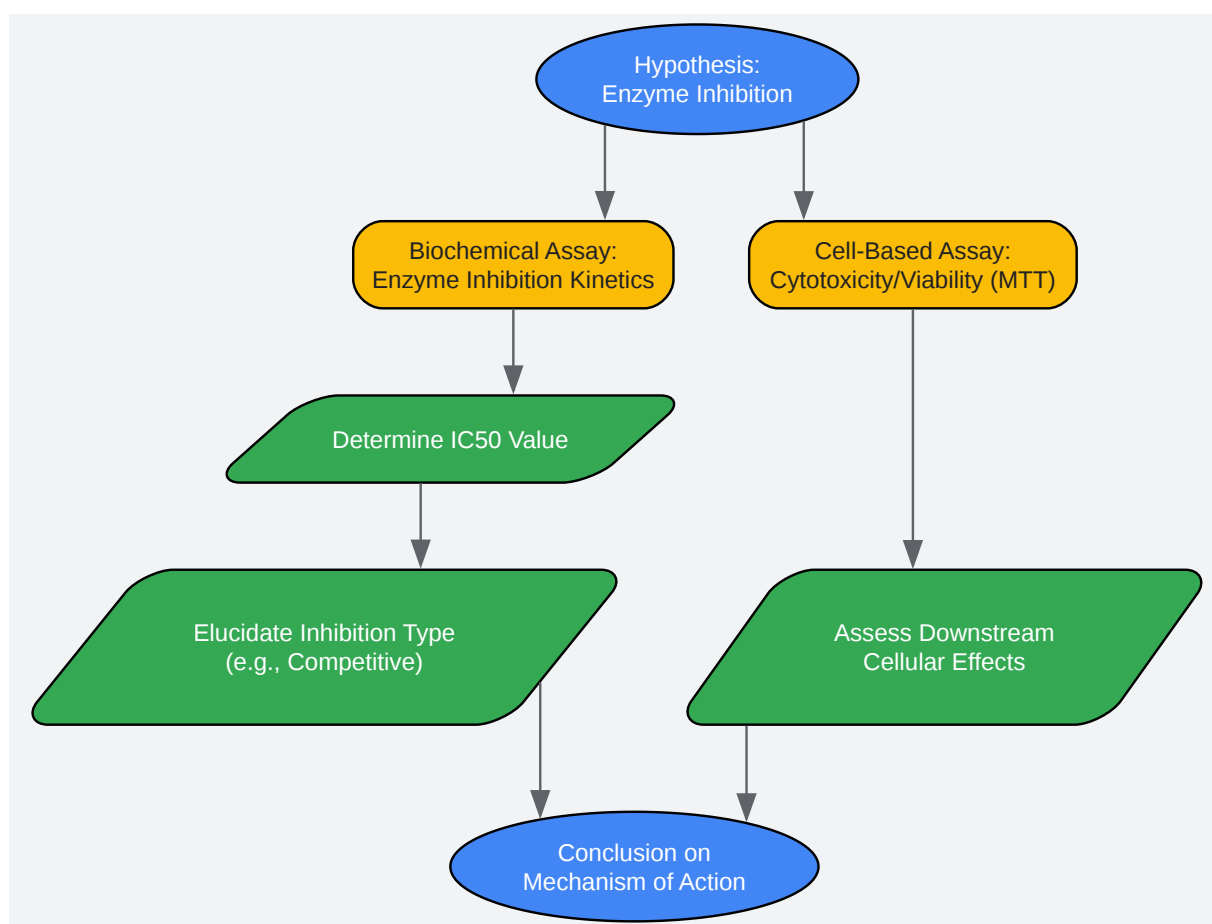 Hypothesis:
Enzyme Inhibition
Biochemical Assay:
Enzyme Inhibition Kinetics
Cell-Based Assay:
Cytotoxicity/Viability (MTT)
Determine IC50 Value
Elucidate Inhibition Type
(e.g., Competitive)
Assess Downstream
Cellular Effects
Conclusion on
Mechanism of Action